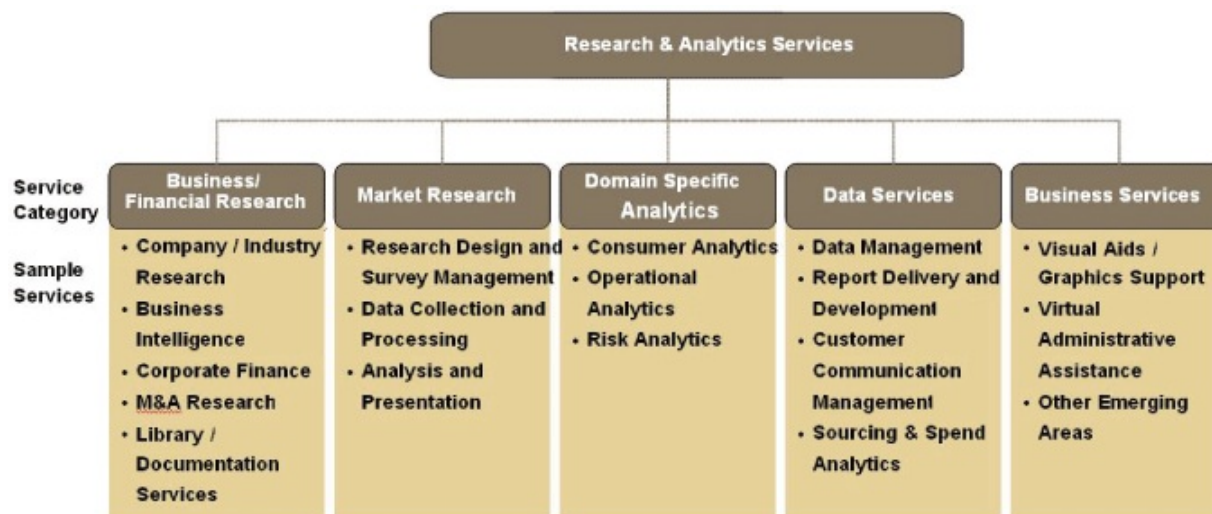 Research & Analytics Services
Service
Category
Business/
Financial Research
Market Research
Domain Specific
Analytics
Data Services
Business Services
Sample
Services
• Company / Industry
Research
• Business
Intelligence
• Corporate Finance
• M&A Research
• Library /
Documentation
Services
• Research Design and
Survey Management
• Data Collection and
Processing
• Analysis and
Presentation
• Consumer Analytics
• Operational
Analytics
• Risk Analytics
• Data Management
• Report Delivery and
Development
• Customer
Communication
Management
• Sourcing & Spend
Analytics
• Visual Aids /
Graphics Support
• Virtual
Administrative
Assistance
• Other Emerging
Areas